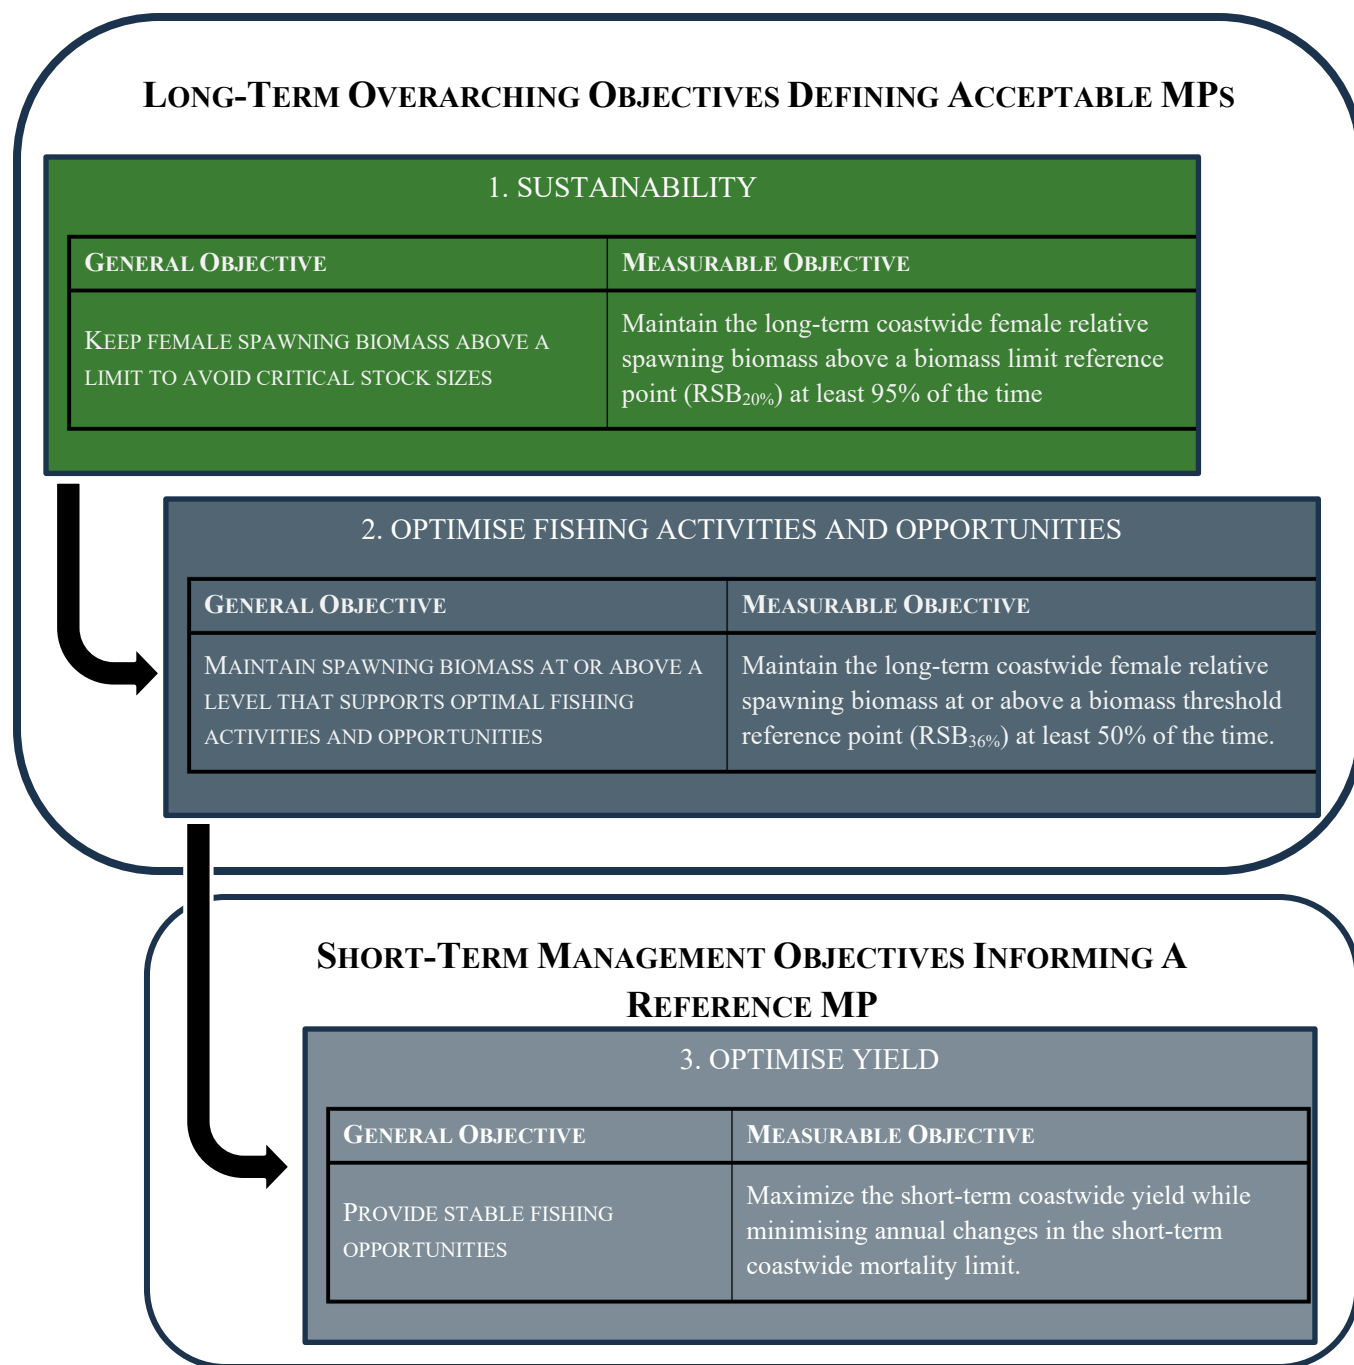 LONG-TERM OVERARCHING OBJECTIVES DEFINING ACCEPTABLE MPS
1. SUSTAINABILITY
GENERAL OBJECTIVE
MEASURABLE OBJECTIVE
KEEP FEMALE SPAWNING BIOMASS ABOVE A
LIMIT TO AVOID CRITICAL STOCK SIZES
Maintain the long-term coastwide female relative
spawning biomass above a biomass limit reference
point (RSB20%) at least 95% of the time
2. OPTIMISE FISHING ACTIVITIES AND OPPORTUNITIES
GENERAL OBJECTIVE
MEASURABLE OBJECTIVE
MAINTAIN SPAWNING BIOMASS AT OR ABOVE A
LEVEL THAT SUPPORTS OPTIMAL FISHING
ACTIVITIES AND OPPORTUNITIES
Maintain the long-term coastwide female relative
spawning biomass at or above a biomass threshold
reference point (RSB36%) at least 50% of the time.
SHORT-TERM MANAGEMENT OBJECTIVES INFORMING A
REFERENCE MP
3. OPTIMISE YIELD
GENERAL OBJECTIVE
MEASURABLE OBJECTIVE
PROVIDE STABLE FISHING
OPPORTUNITIES
Maximize the short-term coastwide yield while
minimising annual changes in the short-term
coastwide mortality limit.